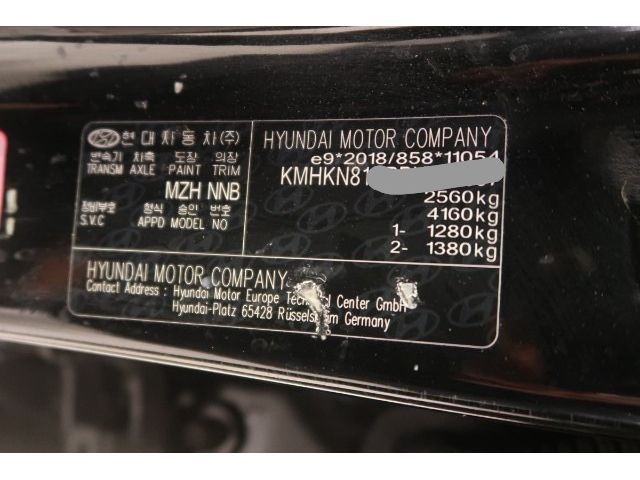 현대자동차(주)
변속기 차축 도장 의장
TRANSM AXLE PAINT TRIM
MZH NNB
정비부호 형식 승인 번호
S.V.C APPD MODEL NO
HYUNDAI MOTOR COMPANY
e9*2018/858*11054
KMHKN81
2560kg
4160kg
1- 1280kg
2- 1380kg
HYUNDAI MOTOR COMPANY
Contact Address : Hyundai Motor Europe Technical Center GmbH
Hyundai-Platz 65428 Rüsselsheim Germany